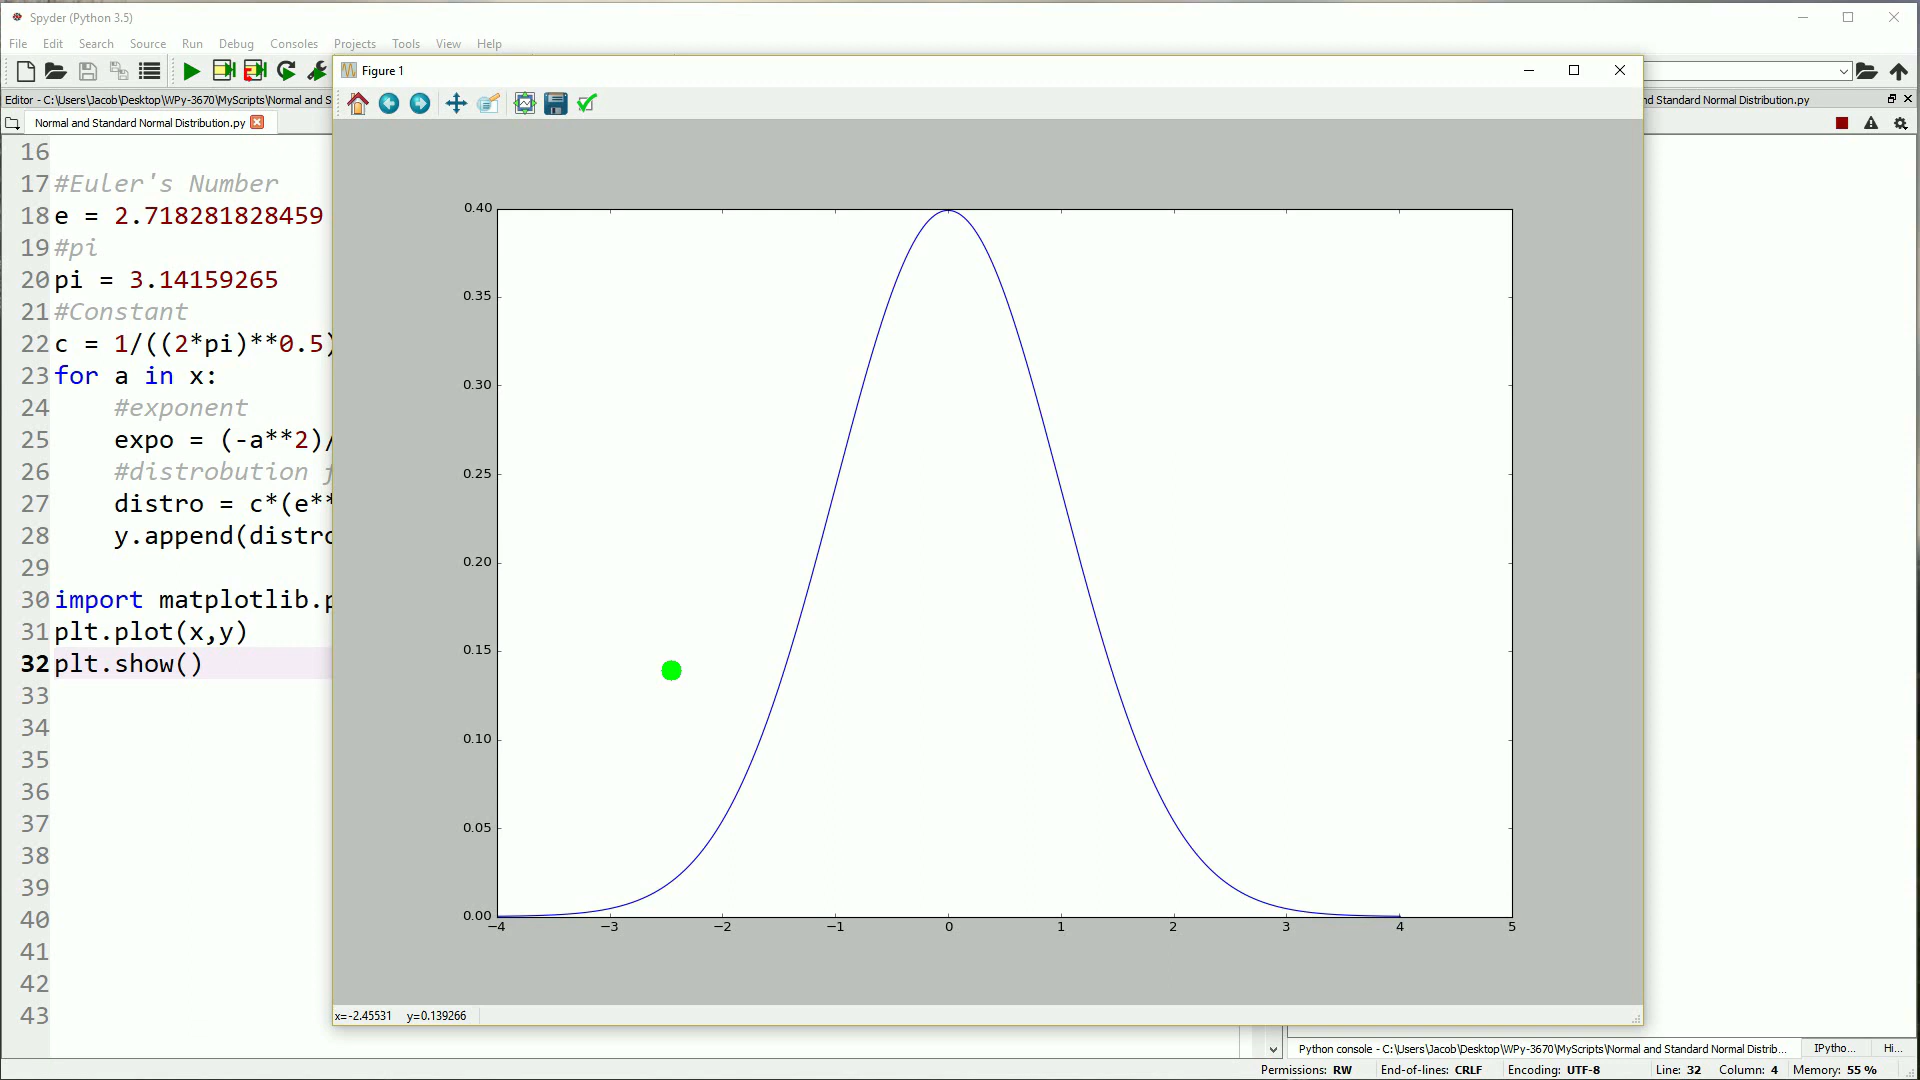 Spyder (Python 3.5)
File Edit Search Source Run Debug Consoles Projects Tools View Help
Figure 1
Editor - C:\Users\Jacob\Desktop\WPy-3670\MyScripts\Normal and S
nd Standard Normal Distribution.py
Normal and Standard Normal Distribution.py
16
17 #Euler's Number
18 e = 2.718281828459
19 #pi
20 pi = 3.14159265
21 #Constant
22 c = 1/((2*pi)**0.5)
23 for a in x:
24 #exponent
25 expo = (-a**2)/
26 #distrobution f
27 distro = c*(e**
28 y.append(distro
29
30 import matplotlib.p
31 plt.plot(x,y)
32 plt.show()
33
34
35
36
37
38
39
40
41
42
43
0.40
0.35
0.30
0.25
0.20
0.15
0.10
0.05
0.00
−4 −3 −2 −1 0 1 2 3 4 5
x=-2.45531 y=0.139266
Python console - C:\Users\Jacob\Desktop\WPy-3670\MyScripts\Normal and Standard Normal Distrib... IPytho... Hi...
Permissions: RW End-of-lines: CRLF Encoding: UTF-8 Line: 32 Column: 4 Memory: 55 %